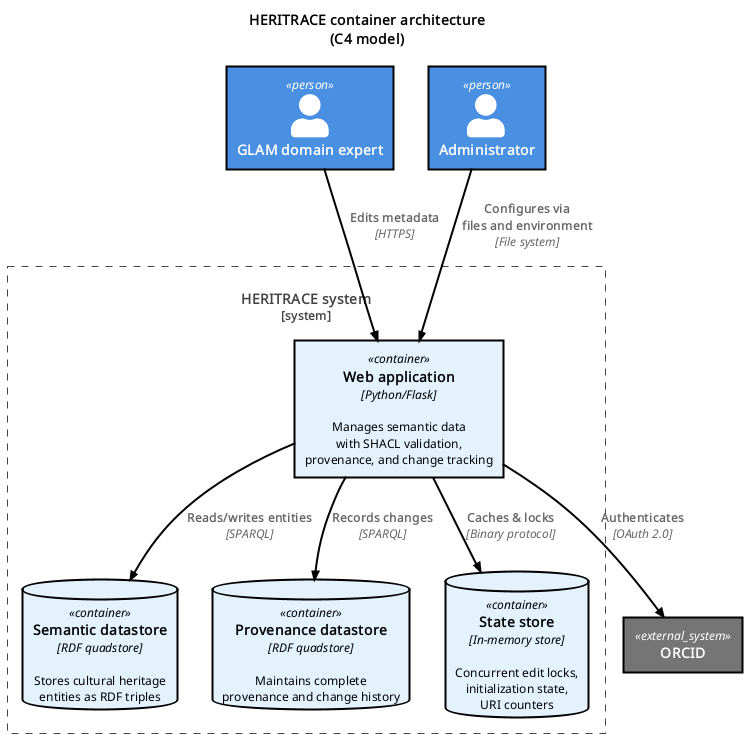 HERITRACE container architecture
(C4 model)
«person»
GLAM domain expert
«person»
Administrator
Edits metadata
[HTTPS]
Configures via
files and environment
[File system]
HERITRACE system
[system]
«container»
Web application
[Python/Flask]
Manages semantic data
with SHACL validation,
provenance, and change tracking
Reads/writes entities
[SPARQL]
Records changes
[SPARQL]
Caches & locks
[Binary protocol]
Authenticates
[OAuth 2.0]
«container»
Semantic datastore
[RDF quadstore]
Stores cultural heritage
entities as RDF triples
«container»
Provenance datastore
[RDF quadstore]
Maintains complete
provenance and change history
«container»
State store
[In-memory store]
Concurrent edit locks,
initialization state,
URI counters
«external_system»
ORCID